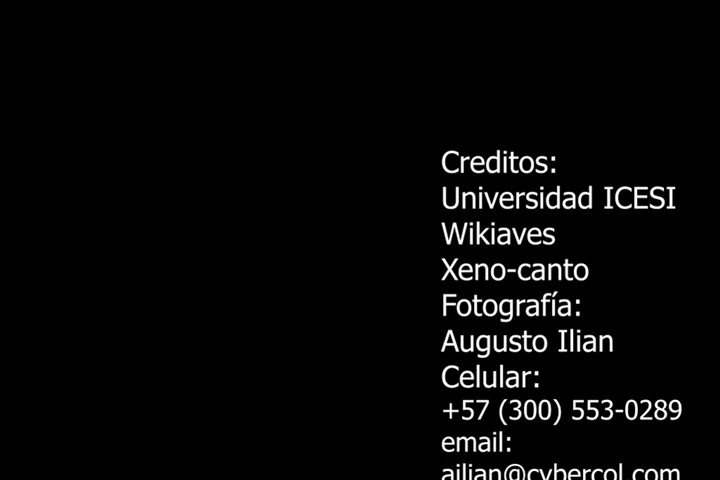 Creditos:
Universidad ICESI
Wikiaves
Xeno-canto
Fotografía:
Augusto Ilian
Celular:
+57 (300) 553-0289
email:
ailian@cybercol.com